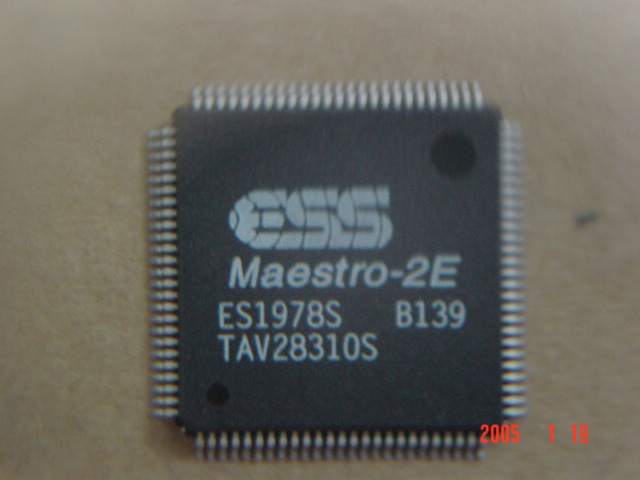 ESS
Maestro-2E
ES1978S B139
TAV28310S
2005 1 19